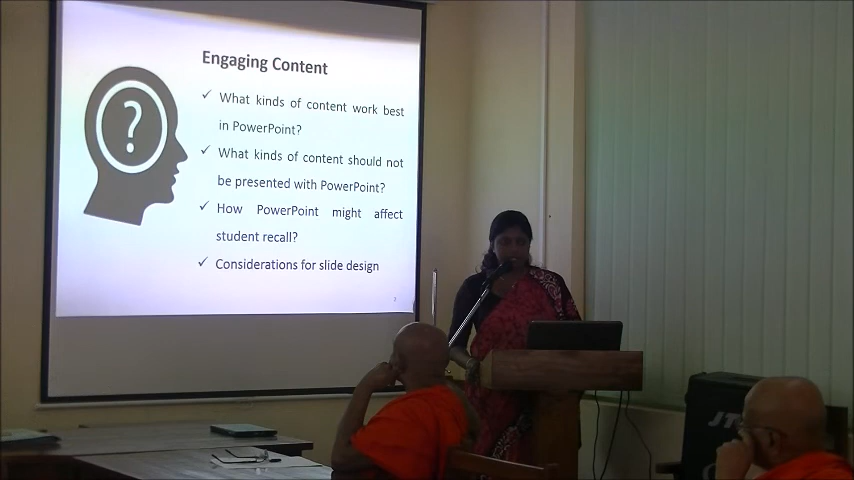 Engaging Content
✓ What kinds of content work best
in PowerPoint?
✓ What kinds of content should not
be presented with PowerPoint?
✓ How PowerPoint might affect
student recall?
✓ Considerations for slide design
?
2